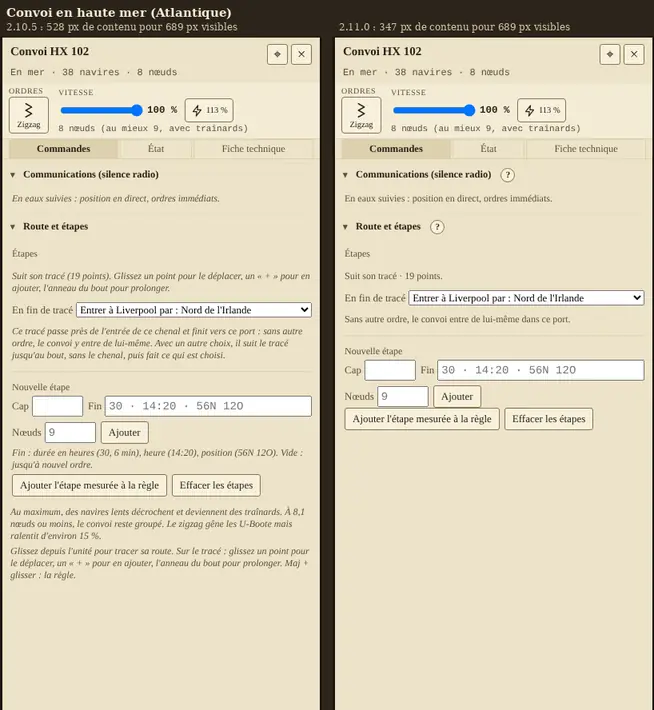 Convoi en haute mer (Atlantique)
2.10.5 : 528 px de contenu pour 689 px visibles
Convoi HX 102
⌖ ×
En mer · 38 navires · 8 nœuds
ORDRES VITESSE
Zigzag
100 % 113 %
8 nœuds (au mieux 9, avec traînards)
Commandes État Fiche technique
▼ Communications (silence radio)
En eaux suivies : position en direct, ordres immédiats.
▼ Route et étapes
Étapes
Suit son tracé (19 points). Glissez un point pour le déplacer, un « + » pour en
ajouter, l'anneau du bout pour prolonger.
En fin de tracé Entrer à Liverpool par : Nord de l'Irlande
Ce tracé passe près de l'entrée de ce chenal et finit vers ce port : sans autre
ordre, le convoi y entre de lui-même. Avec un autre choix, il suit le tracé
jusqu'au bout, sans le chenal, puis fait ce qui est choisi.
Nouvelle étape
Cap Fin 30 · 14:20 · 56N 12O
Nœuds 9 Ajouter
Fin : durée en heures (30, 6 min), heure (14:20), position (56N 12O). Vide :
jusqu'à nouvel ordre.
Ajouter l'étape mesurée à la règle Effacer les étapes
Au maximum, des navires lents décrochent et deviennent des traînards. À 8,1
nœuds ou moins, le convoi reste groupé. Le zigzag gêne les U-Boote mais
ralentit d'environ 15 %.
Glissez depuis l'unité pour tracer sa route. Sur le tracé : glissez un point pour
le déplacer, un « + » pour en ajouter, l'anneau du bout pour prolonger. Maj +
glisser : la règle.
2.11.0 : 347 px de contenu pour 689 px visibles
Convoi HX 102
⌖ ×
En mer · 38 navires · 8 nœuds
ORDRES VITESSE
Zigzag
100 % 113 %
8 nœuds (au mieux 9, avec traînards)
Commandes État Fiche technique
▼ Communications (silence radio) ?
En eaux suivies : position en direct, ordres immédiats.
▼ Route et étapes ?
Étapes
Suit son tracé · 19 points.
En fin de tracé Entrer à Liverpool par : Nord de l'Irlande
Sans autre ordre, le convoi entre de lui-même dans ce port.
Nouvelle étape
Cap Fin 30 · 14:20 · 56N 12O
Nœuds 9 Ajouter
Ajouter l'étape mesurée à la règle Effacer les étapes